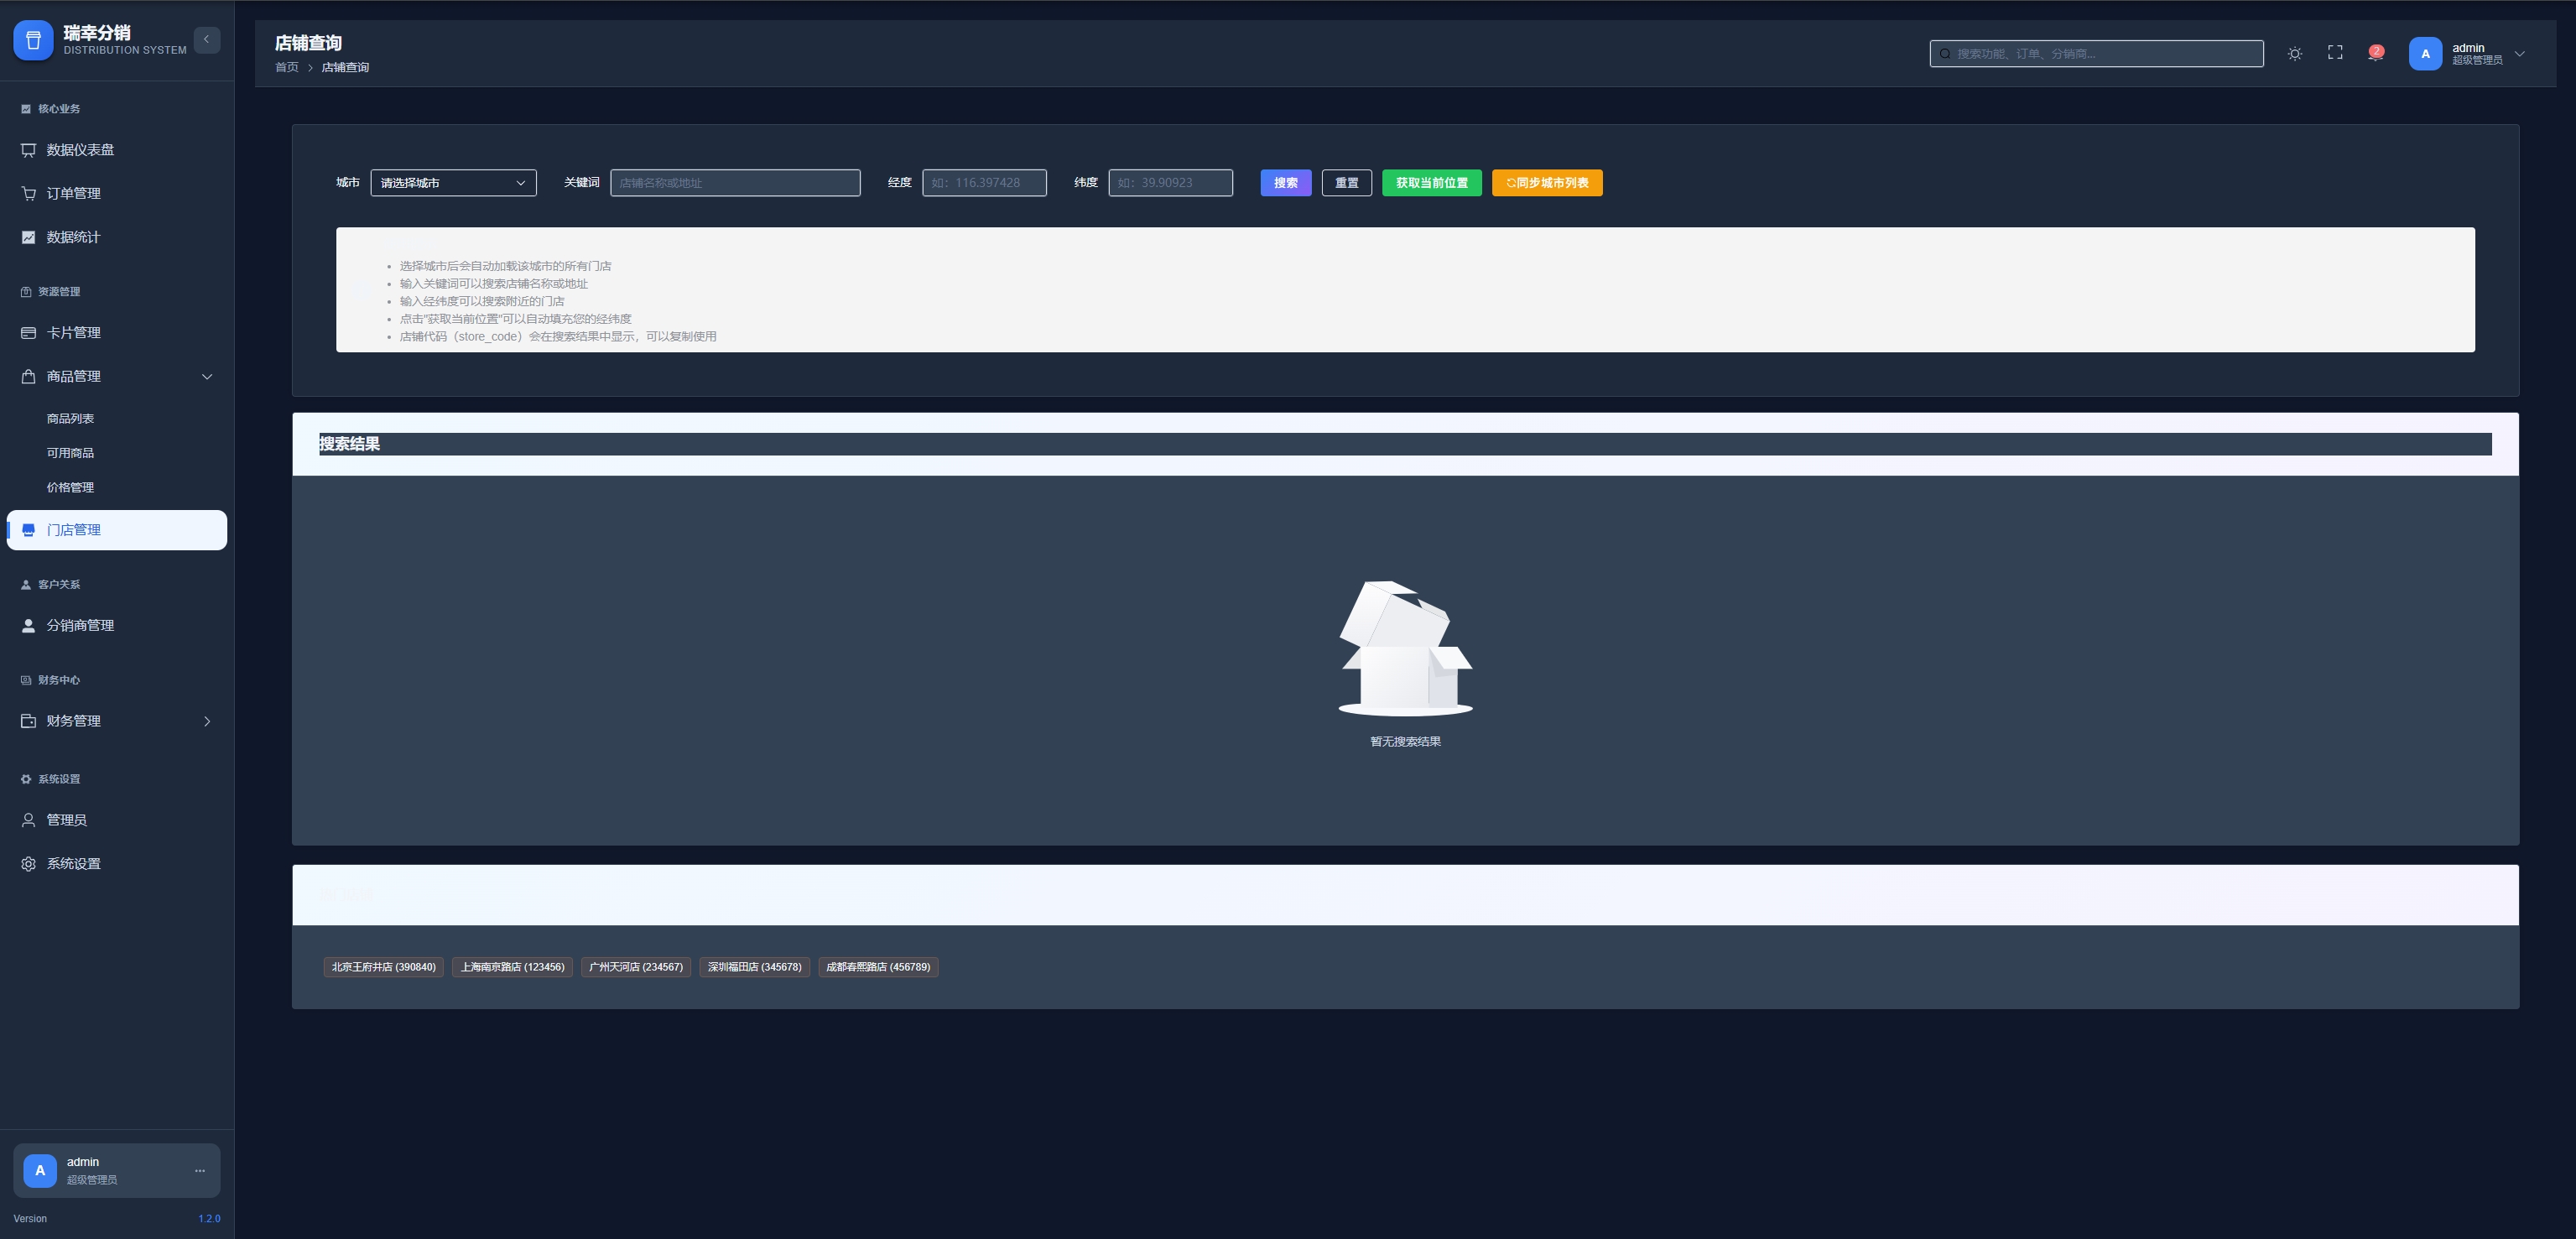 瑞幸分销
DISTRIBUTION SYSTEM
核心业务
数据仪表盘
订单管理
数据统计
资源管理
卡片管理
商品管理
商品列表
可用商品
价格管理
门店管理
客户关系
分销商管理
财务中心
财务管理
系统设置
管理员
系统设置
A
admin
超级管理员
Version
1.2.0
店铺查询
首页 > 店铺查询
搜索功能、订单、分销商...
2
A
admin
超级管理员
城市 请选择城市 关键词 店铺名称或地址 经度 如：116.397428 纬度 如：39.90923 搜索 重置 获取当前位置 同步城市列表
选择城市后会自动加载该城市的所有门店
输入关键词可以搜索店铺名称或地址
输入经纬度可以搜索附近的门店
点击"获取当前位置"可以自动填充您的经纬度
店铺代码（store_code）会在搜索结果中显示，可以复制使用
搜索结果
暂无搜索结果
北京王府井店 (390840) 上海南京路店 (123456) 广州天河店 (234567) 深圳福田店 (345678) 成都春熙路店 (456789)